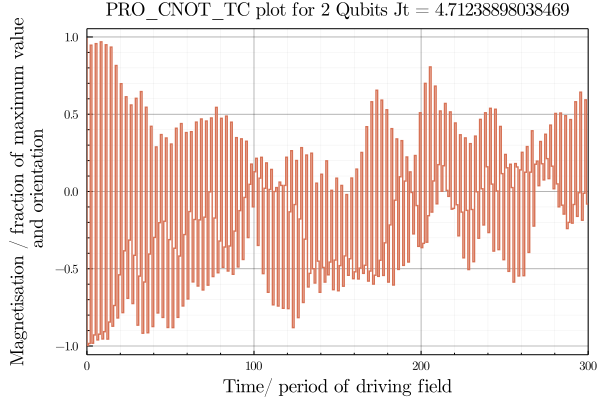 PRO_CNOT_TC plot for 2 Qubits Jt = 4.71238898038469
Magnetisation / fraction of maximum value
and orientation
1.0
0.5
0.0
−0.5
−1.0
0
100
200
300
Time/ period of driving field